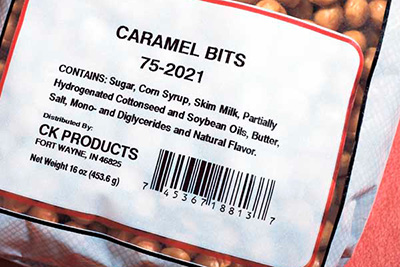 CARAMEL BITS
75-2021
CONTAINS: Sugar, Corn Syrup, Skim Milk, Partially
Hydrogenated Cottonseed and Soybean Oils, Butter,
Salt, Mono- and Diglycerides and Natural Flavor.
Distributed By:
CK PRODUCTS
FORT WAYNE, IN 46825
Net Weight 16 oz (453.6 g)
7 45367 18813 7